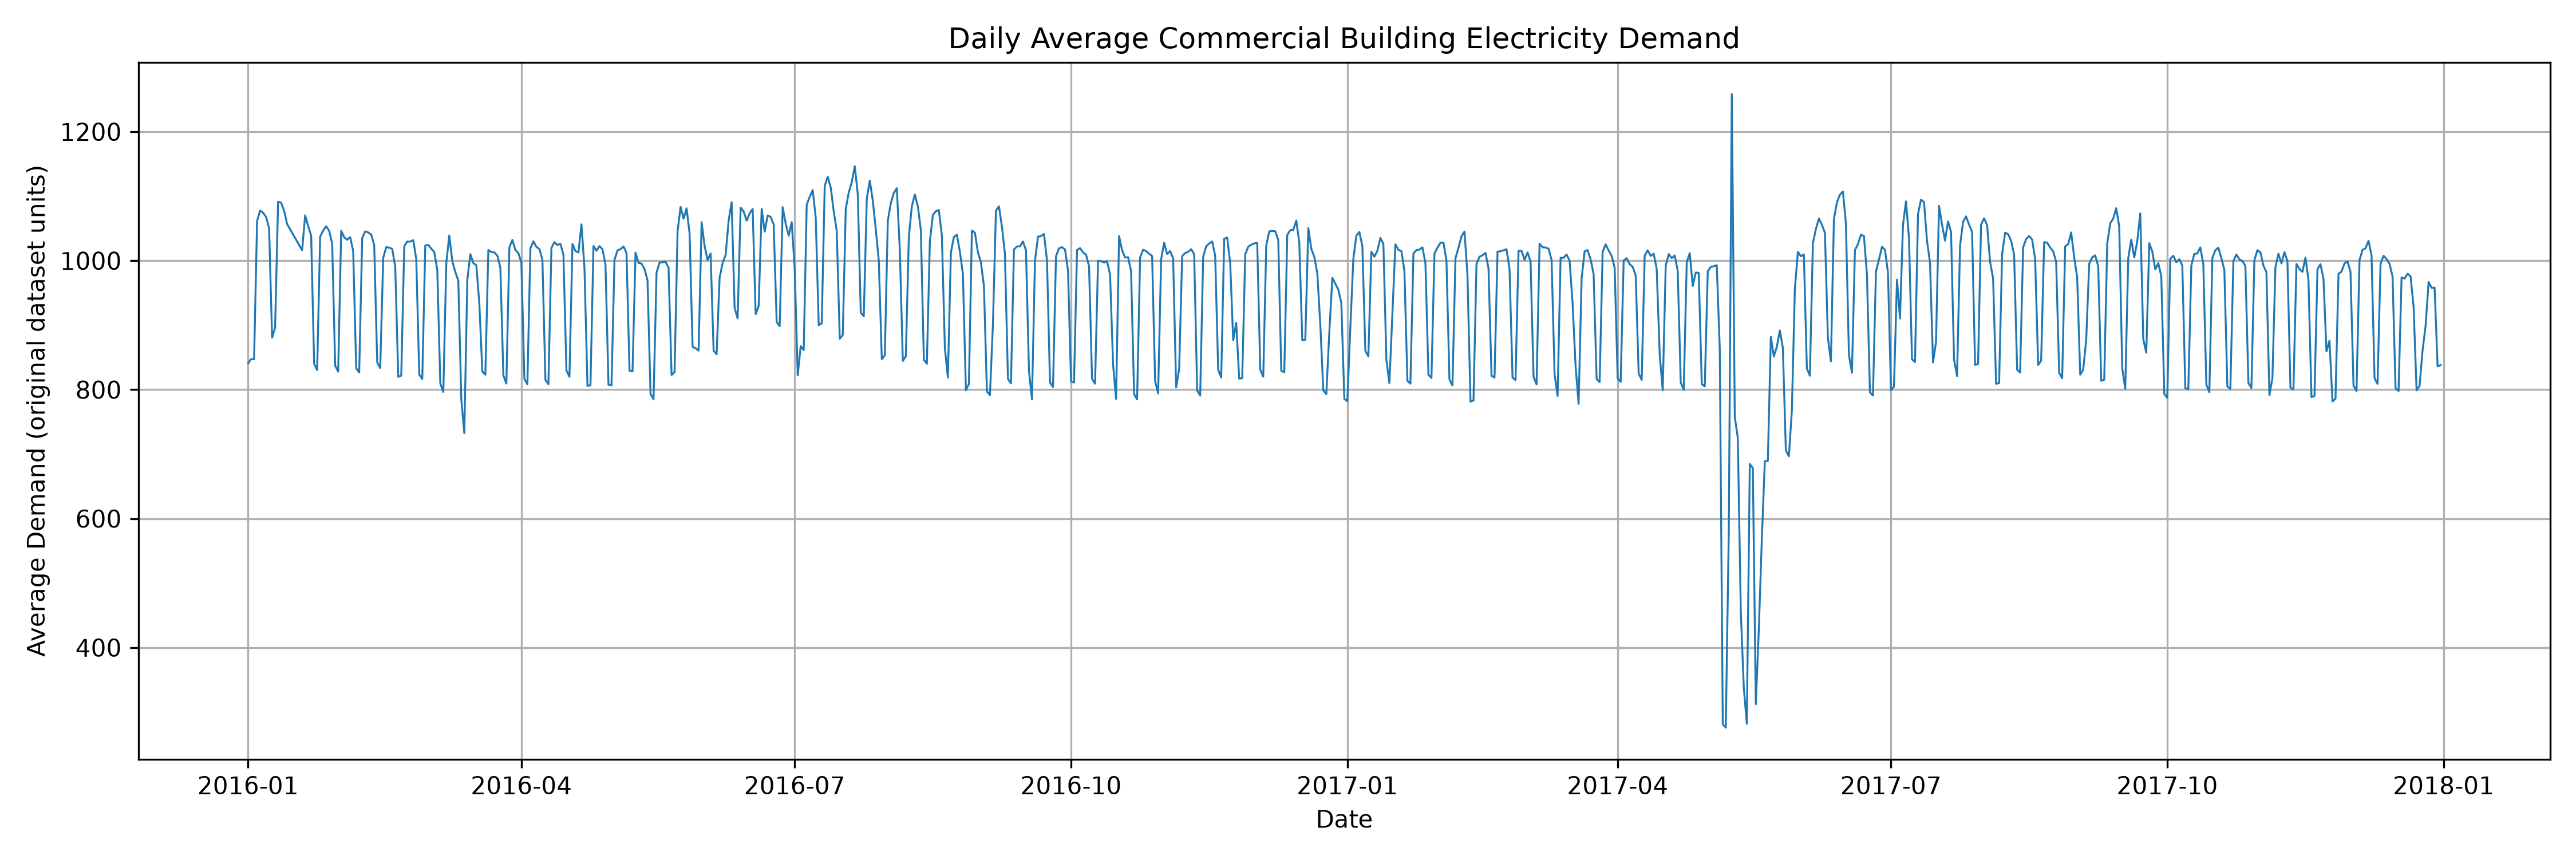 Daily Average Commercial Building Electricity Demand
Average Demand (original dataset units)
1200
1000
800
600
400
2016-01 2016-04 2016-07 2016-10 2017-01 2017-04 2017-07 2017-10 2018-01
Date